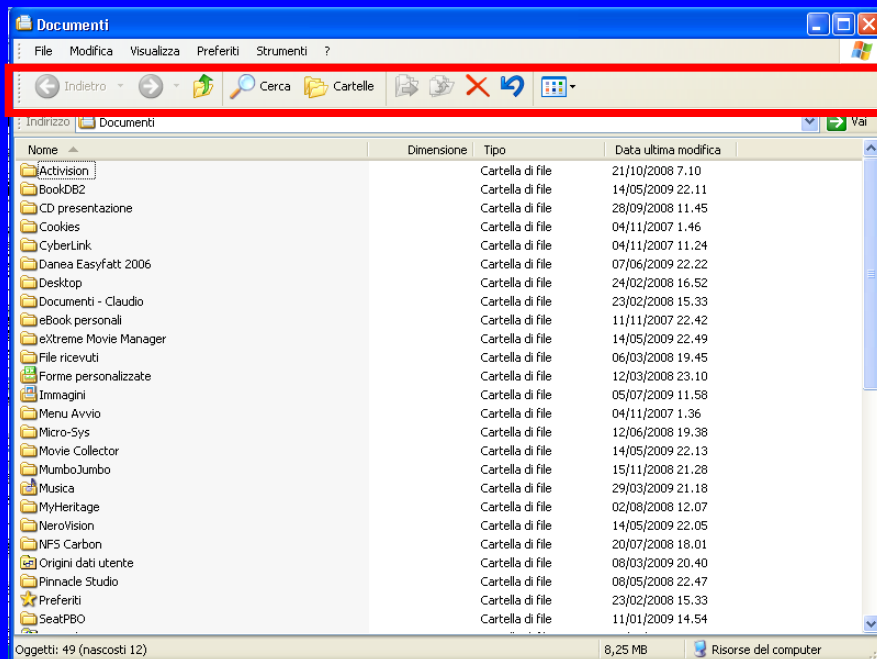 Documenti
File Modifica Visualizza Preferiti Strumenti ?
Indietro Cerca Cartelle
Indirizzo Documenti Vai
Nome Dimensione Tipo Data ultima modifica
Activision Cartella di file 21/10/2008 7.10
BookDB2 Cartella di file 14/05/2009 22.11
CD presentazione Cartella di file 28/09/2008 11.45
Cookies Cartella di file 04/11/2007 1.46
CyberLink Cartella di file 04/11/2007 11.24
Danea Easyfatt 2006 Cartella di file 07/06/2009 22.22
Desktop Cartella di file 24/02/2008 16.52
Documenti - Claudio Cartella di file 23/02/2008 15.33
eBook personali Cartella di file 11/11/2007 22.42
eXtreme Movie Manager Cartella di file 14/05/2009 22.49
File ricevuti Cartella di file 06/03/2008 19.45
Forme personalizzate Cartella di file 12/03/2008 23.10
Immagini Cartella di file 05/07/2009 11.58
Menu Avvio Cartella di file 04/11/2007 1.36
Micro-Sys Cartella di file 12/06/2008 19.38
Movie Collector Cartella di file 14/05/2009 22.13
MumboJumbo Cartella di file 15/11/2008 21.28
Musica Cartella di file 29/03/2009 21.18
MyHeritage Cartella di file 02/08/2008 12.07
NeroVision Cartella di file 14/05/2009 22.05
NFS Carbon Cartella di file 20/07/2008 18.01
Origini dati utente Cartella di file 08/03/2009 20.40
Pinnacle Studio Cartella di file 08/05/2008 22.47
Preferiti Cartella di file 23/02/2008 15.33
SeatPBO Cartella di file 11/01/2009 14.54
Oggetti: 49 (nascosti 12) 8,25 MB Risorse del computer